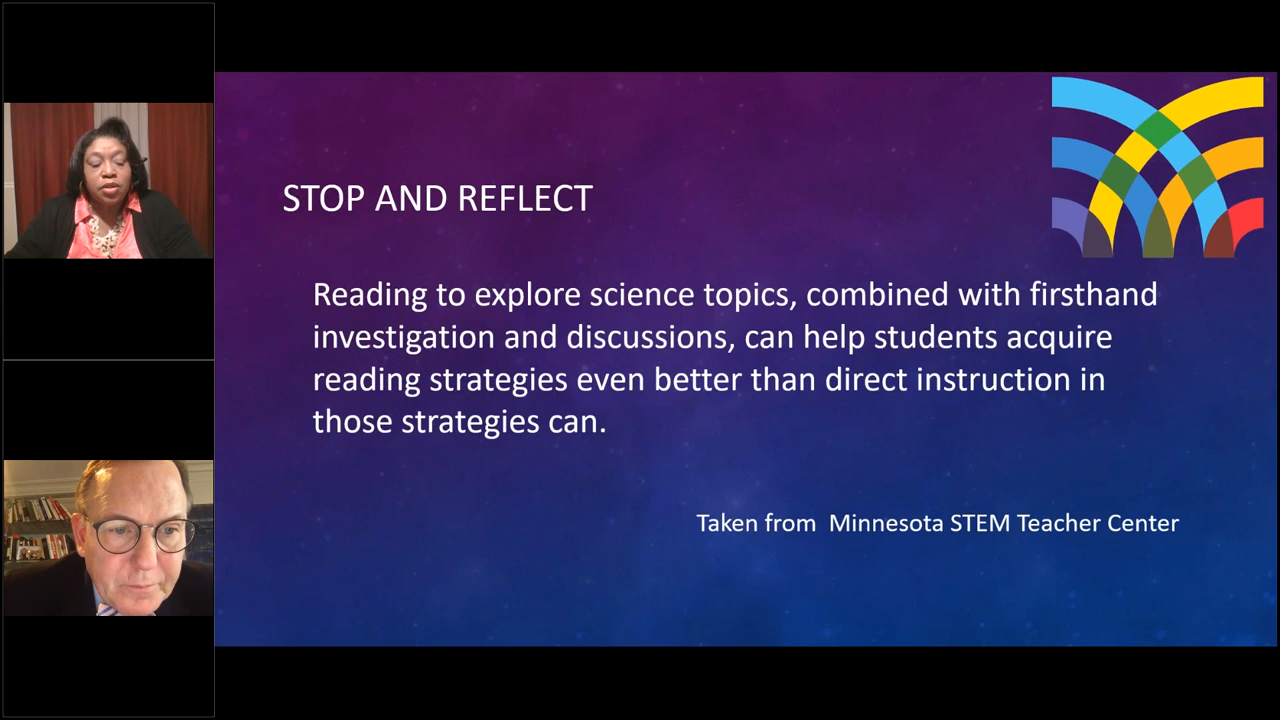 STOP AND REFLECT
Reading to explore science topics, combined with firsthand
investigation and discussions, can help students acquire
reading strategies even better than direct instruction in
those strategies can.
Taken from  Minnesota STEM Teacher Center